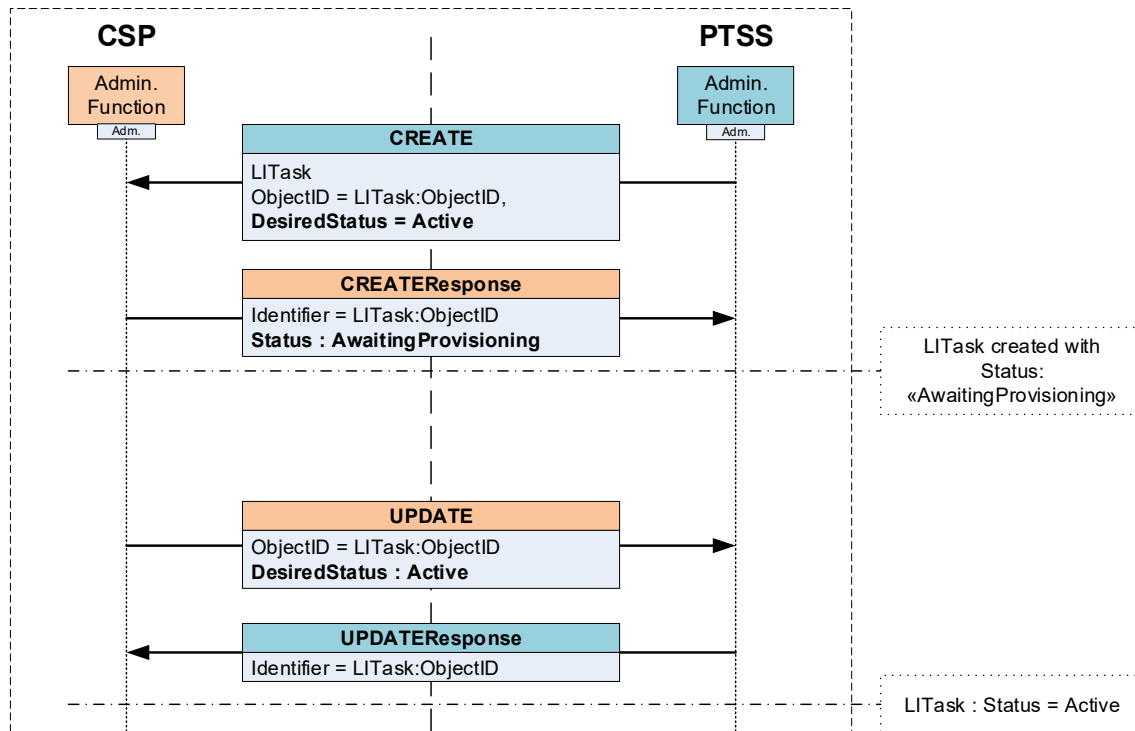 CSP
PTSS
Admin.
Function
Adm.
Admin.
Function
Adm.
CREATE
LITask
ObjectID = LITask:ObjectID,
DesiredStatus = Active
CREATEResponse
Identifier = LITask:ObjectID
Status : AwaitingProvisioning
LITask created with
Status:
«AwaitingProvisioning»
UPDATE
ObjectID = LITask:ObjectID
DesiredStatus : Active
UPDATEResponse
Identifier = LITask:ObjectID
LITask : Status = Active